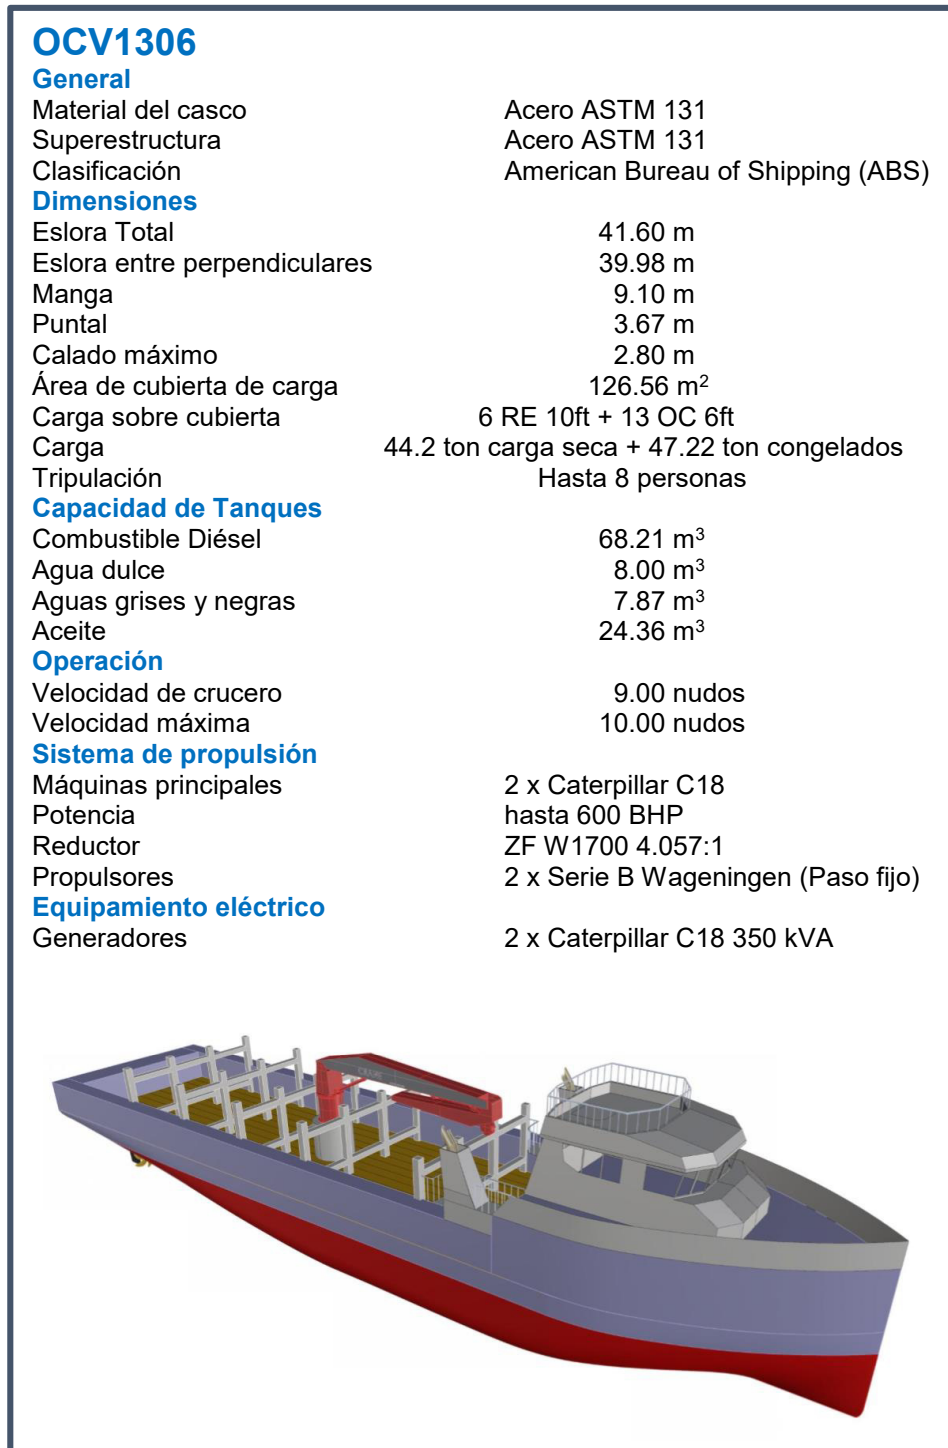 OCV1306
General
Material del casco Acero ASTM 131
Superestructura Acero ASTM 131
Clasificación American Bureau of Shipping (ABS)
Dimensiones
Eslora Total 41.60 m
Eslora entre perpendiculares 39.98 m
Manga 9.10 m
Puntal 3.67 m
Calado máximo 2.80 m
Área de cubierta de carga 126.56 m²
Carga sobre cubierta 6 RE 10ft + 13 OC 6ft
Carga 44.2 ton carga seca + 47.22 ton congelados
Tripulación Hasta 8 personas
Capacidad de Tanques
Combustible Diésel 68.21 m³
Agua dulce 8.00 m³
Aguas grises y negras 7.87 m³
Aceite 24.36 m³
Operación
Velocidad de crucero 9.00 nudos
Velocidad máxima 10.00 nudos
Sistema de propulsión
Máquinas principales 2 x Caterpillar C18
Potencia hasta 600 BHP
Reductor ZF W1700 4.057:1
Propulsores 2 x Serie B Wageningen (Paso fijo)
Equipamiento eléctrico
Generadores 2 x Caterpillar C18 350 kVA